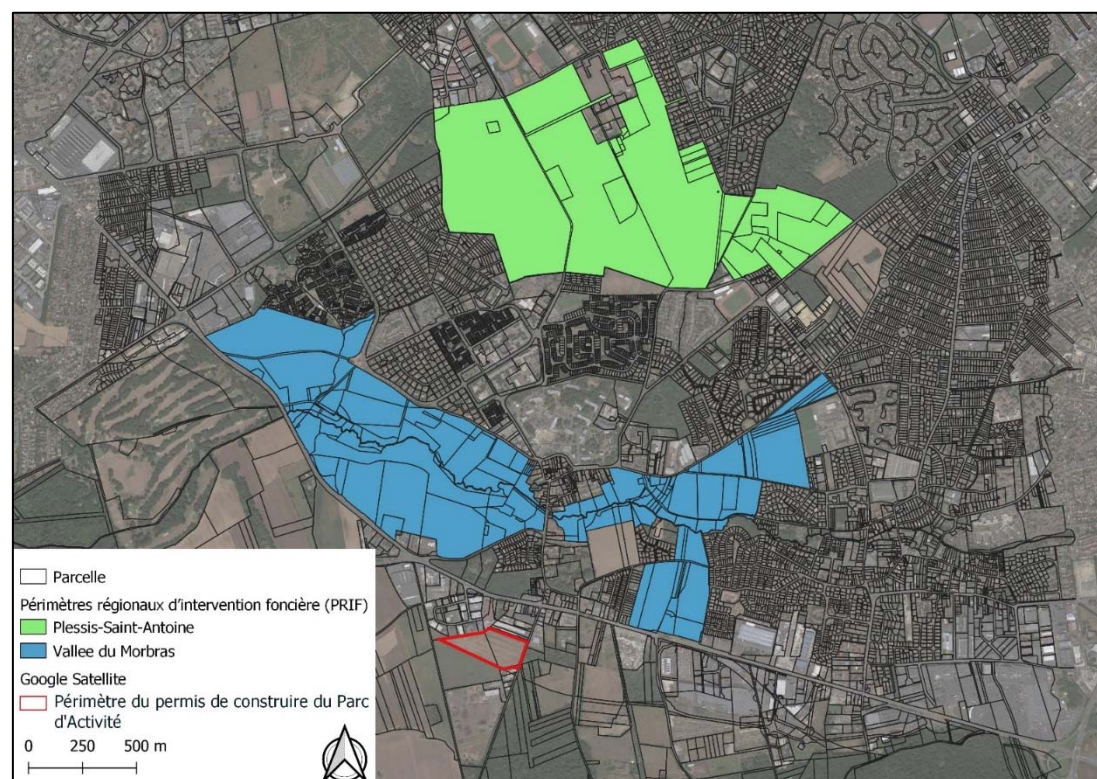 Parcelle
Périmètres régionaux d'intervention foncière (PRIF)
Plessis-Saint-Antoine
Vallee du Morbras
Google Satellite
Périmètre du permis de construire du Parc
d'Activité
0 250 500 m